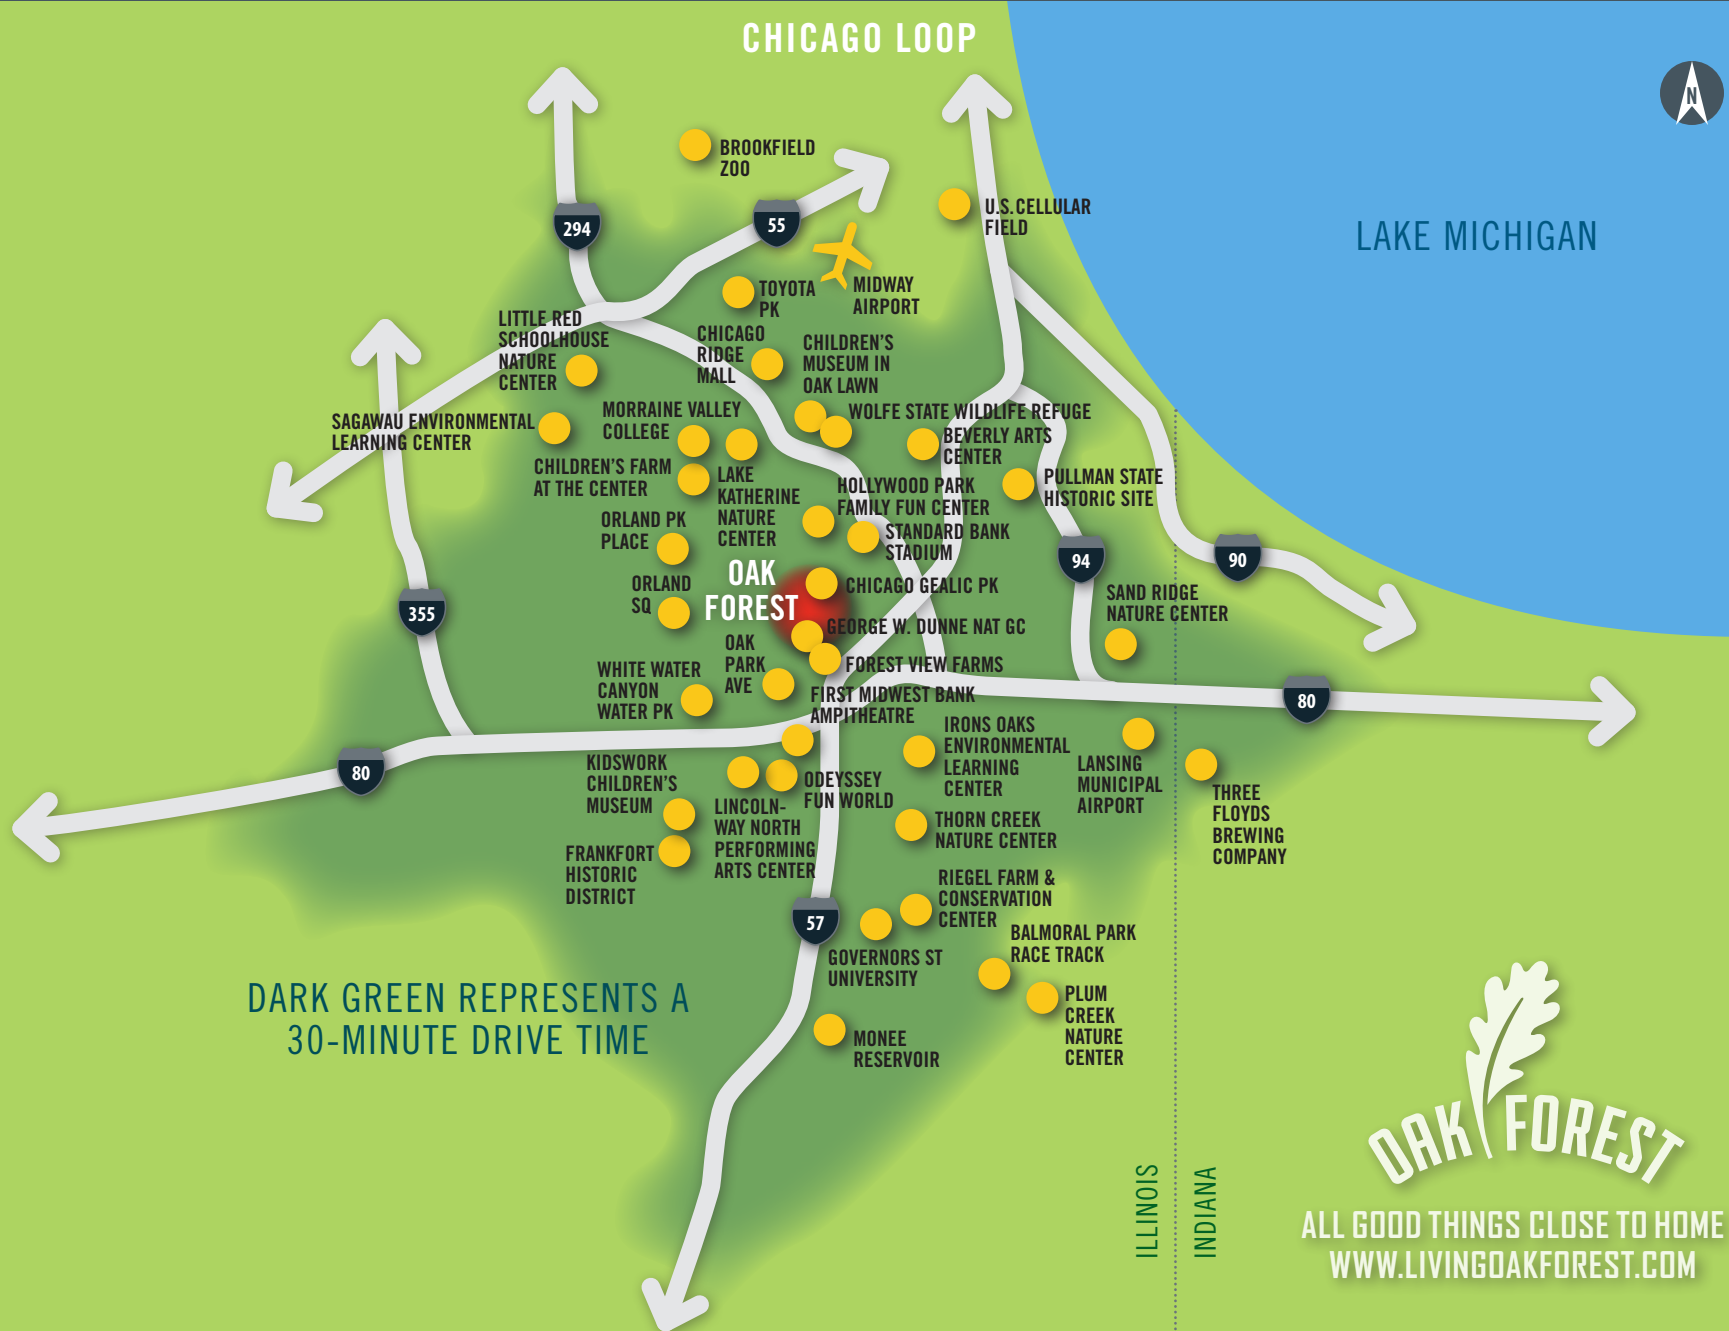 CHICAGO LOOP
N
BROOKFIELD
ZOO
294
55
U.S.CELLULAR
FIELD
LAKE MICHIGAN
TOYOTA
PK
MIDWAY
AIRPORT
LITTLE RED
SCHOOLHOUSE
NATURE
CENTER
CHICAGO
RIDGE
MALL
CHILDREN'S
MUSEUM IN
OAK LAWN
SAGAWAU ENVIRONMENTAL
LEARNING CENTER
MORRAINE VALLEY
COLLEGE
WOLFE STATE WILDLIFE REFUGE
BEVERLY ARTS
CENTER
CHILDREN'S FARM
AT THE CENTER
LAKE
KATHERINE
NATURE
CENTER
HOLLYWOOD PARK
FAMILY FUN CENTER
PULLMAN STATE
HISTORIC SITE
ORLAND PK
PLACE
STANDARD BANK
STADIUM
94
90
OAK
FOREST
CHICAGO GEALIC PK
ORLAND
SQ
355
SAND RIDGE
NATURE CENTER
GEORGE W. DUNNE NAT GC
OAK
PARK
AVE
FOREST VIEW FARMS
WHITE WATER
CANYON
WATER PK
FIRST MIDWEST BANK
AMPITHEATRE
80
IRONS OAKS
ENVIRONMENTAL
LEARNING
CENTER
80
KIDSWORK
CHILDREN'S
MUSEUM
ODEYSSEY
FUN WORLD
LANSING
MUNICIPAL
AIRPORT
THREE
FLOYDS
BREWING
COMPANY
LINCOLN-
WAY NORTH
PERFORMING
ARTS CENTER
THORN CREEK
NATURE CENTER
FRANKFORT
HISTORIC
DISTRICT
RIEGEL FARM &
CONSERVATION
CENTER
57
BALMORAL PARK
RACE TRACK
GOVERNORS ST
UNIVERSITY
DARK GREEN REPRESENTS A
30-MINUTE DRIVE TIME
PLUM
CREEK
NATURE
CENTER
MONEE
RESERVOIR
OAK FOREST
ILLINOIS
INDIANA
ALL GOOD THINGS CLOSE TO HOME
WWW.LIVINGOAKFOREST.COM